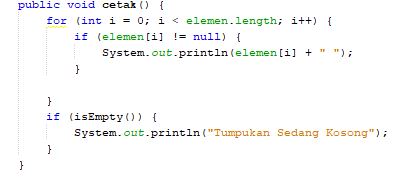 public void cetak() {
for (int i = 0; i < elemen.length; i++) {
if (elemen[i] != null) {
System.out.println(elemen[i] + " ");
}
}
if (isEmpty()) {
System.out.println("Tumpukan Sedang Kosong");
}
}